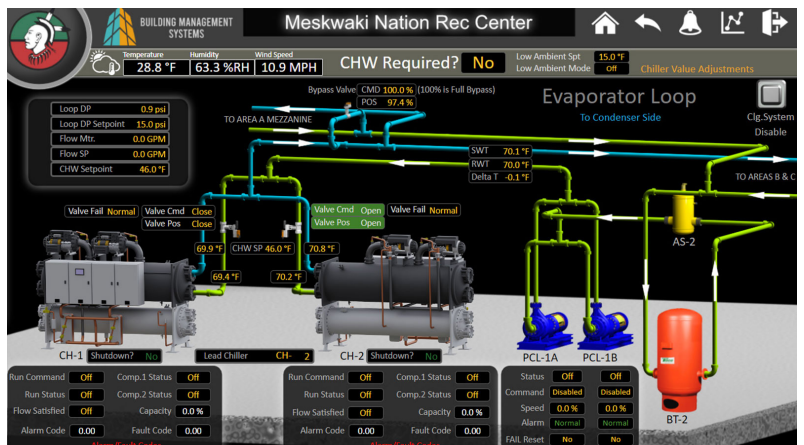 BUILDING MANAGEMENT
SYSTEMS
Meskwaki Nation Rec Center
Temperature Humidity Wind Speed
28.8 °F 63.3 %RH 10.9 MPH
CHW Required? No
Low Ambient Spt 15.0 °F
Low Ambient Mode Off
Chiller Value Adjustments
Bypass Valve CMD 100.0 % (100% is Full Bypass)
POS 97.4 %
Evaporator Loop
To Condenser Side
Clg.System
Disable
Loop DP 0.9 psi
Loop DP Setpoint 15.0 psi
Flow Mtr. 0.0 GPM
Flow SP 0.0 GPM
CHW Setpoint 46.0 °F
TO AREA A MEZZANINE
SWT 70.1 °F
RWT 70.0 °F
Delta T -0.1 °F
TO AREAS B & C
Valve Fail Normal Valve Cmd Close
Valve Pos Close
Valve Cmd Open Valve Fail Normal
Valve Pos Open
69.9 °F CHW SP 46.0 °F 70.8 °F
69.4 °F 70.2 °F
AS-2
CH-1 Shutdown? No
Lead Chiller CH- 2
CH-2 Shutdown? No
PCL-1A PCL-1B
BT-2
Run Command Off Comp.1 Status Off
Run Status Off Comp.2 Status Off
Flow Satisfied Off Capacity 0.0 %
Alarm Code 0.00 Fault Code 0.00
Alarm/Fault Codes
Run Command Off Comp.1 Status Off
Run Status Off Comp.2 Status Off
Flow Satisfied Off Capacity 0.0 %
Alarm Code 0.00 Fault Code 0.00
Alarm/Fault Codes
Status Off Off
Command Disabled Disabled
Speed 0.0 % 0.0 %
Alarm Normal Normal
FAIL Reset No No